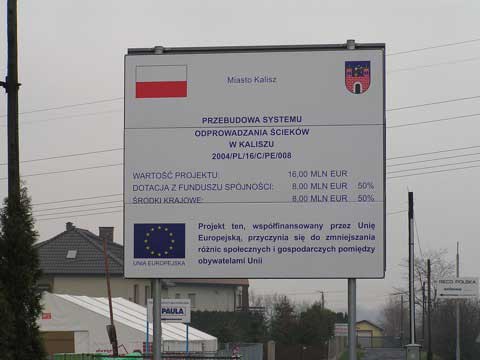 Miasto Kalisz
PRZEBUDOWA SYSTEMU
ODPROWADZANIA ŚCIEKÓW
W KALISZU
2004/PL/16/C/PE/008
WARTOŚĆ PROJEKTU: 16,00 MLN EUR
DOTACJA Z FUNDUSZU SPÓJNOŚCI: 8,00 MLN EUR 50%
ŚRODKI KRAJOWE: 8,00 MLN EUR 50%
Projekt ten, współfinansowany przez Unię
Europejską, przyczynia się do zmniejszania
różnic społecznych i gospodarczych pomiędzy
obywatelami Unii
UNIA EUROPEJSKA
PAULA
RECO POLSKA